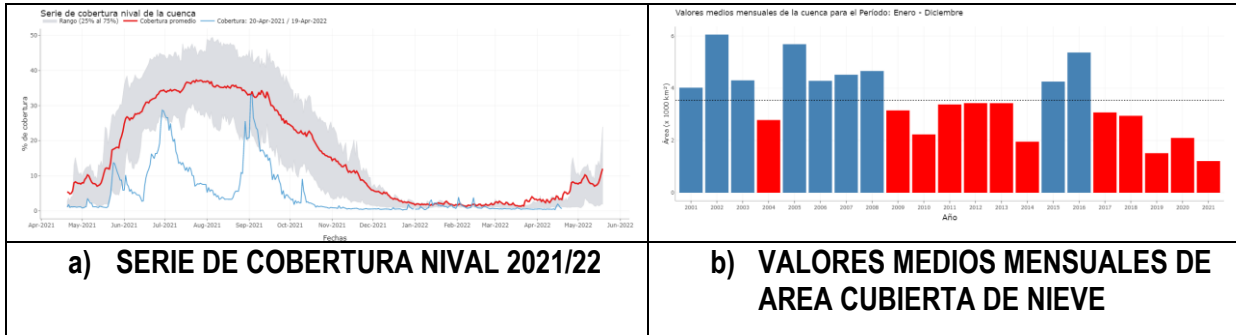 Serie de cobertura nival de la cuenca
Rango (25% al 75%) Cobertura promedio Cobertura: 20-Apr-2021 / 19-Apr-2022
% de cobertura
50
40
30
20
10
0
Apr-2021 May-2021 Jun-2021 Jul-2021 Aug-2021 Sep-2021 Oct-2021 Nov-2021 Dec-2021 Jan-2022 Feb-2022 Mar-2022 Apr-2022 May-2022 Jun-2022
Fechas
Valores medios mensuales de la cuenca para el Período: Enero - Diciembre
Área (x 1000 km²)
6
4
2
0
2001 2002 2003 2004 2005 2006 2007 2008 2009 2010 2011 2012 2013 2014 2015 2016 2017 2018 2019 2020 2021
Año
a) SERIE DE COBERTURA NIVAL 2021/22
b) VALORES MEDIOS MENSUALES DE
AREA CUBIERTA DE NIEVE